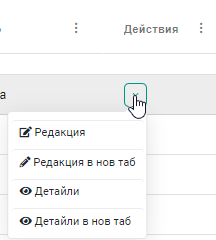 Действия
а
Редакция
Редакция в нов таб
Детайли
Детайли в нов таб